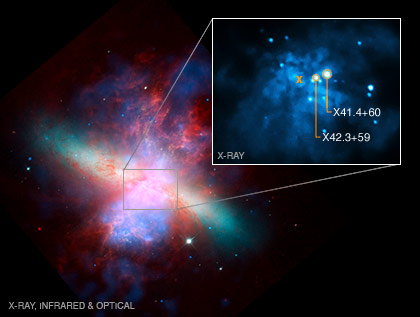 X
X41.4+60
X42.3+59
X-RAY
X-RAY, INFRARED & OPTICAL